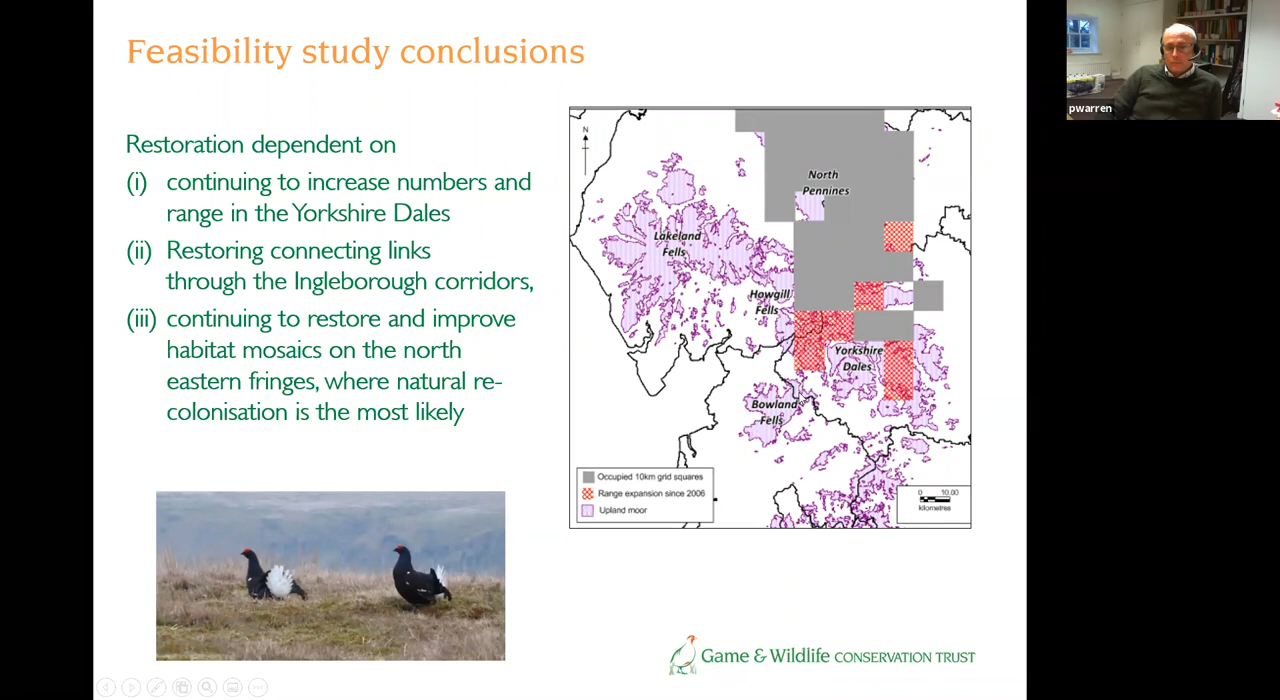 Feasibility study conclusions
Restoration dependent on
(i) continuing to increase numbers and
range in the Yorkshire Dales
(ii) Restoring connecting links
through the Ingleborough corridors,
(iii) continuing to restore and improve
habitat mosaics on the north
eastern fringes, where natural re-
colonisation is the most likely
N
North
Pennines
Lakeland
Fells
Howgill
Fells
Yorkshire
Dales
Bowland
Fells
Occupied 10km grid squares
Range expansion since 2006
Upland moor
0 10.00
kilometres
Game & Wildlife CONSERVATION TRUST
pwarren